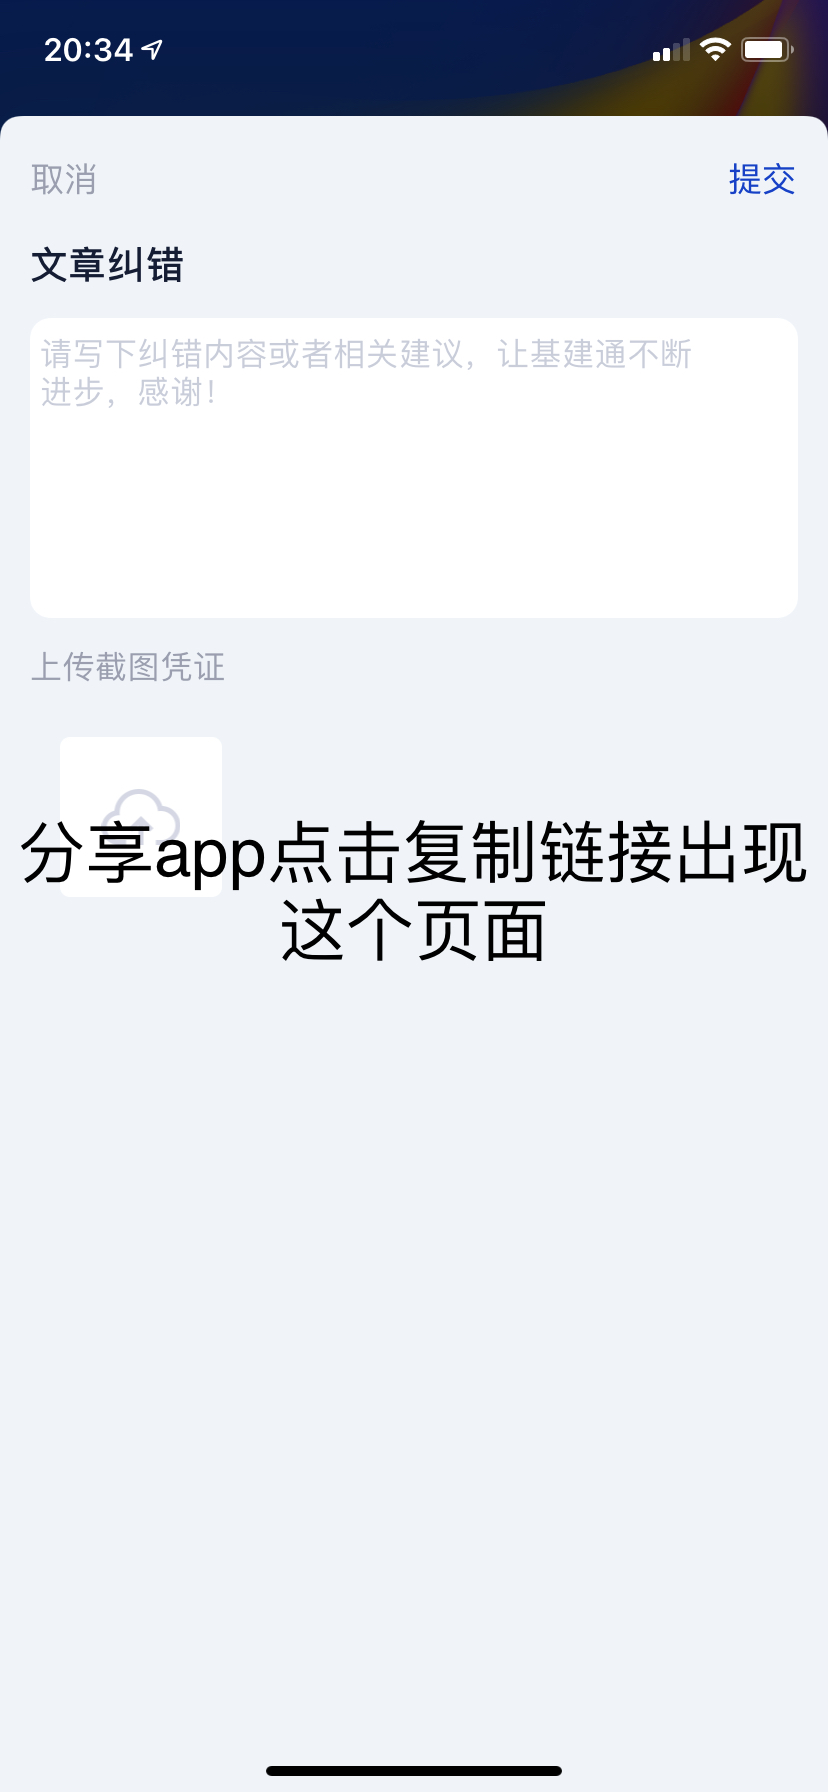 20:34
取消
提交
文章纠错
请写下纠错内容或者相关建议，让基建通不断
进步，感谢！
上传截图凭证
分享app点击复制链接出现
这个页面